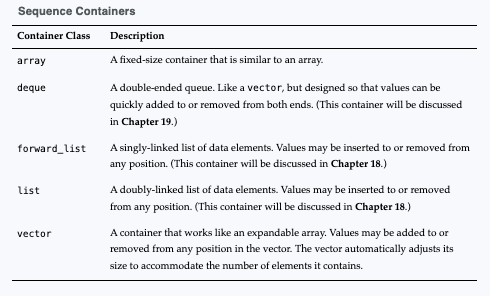 Sequence Containers
Container Class Description
array A fixed-size container that is similar to an array.
deque A double-ended queue. Like a vector, but designed so that values can be
quickly added to or removed from both ends. (This container will be discussed
in Chapter 19.)
forward_list A singly-linked list of data elements. Values may be inserted to or removed from
any position. (This container will be discussed in Chapter 18.)
list A doubly-linked list of data elements. Values may be inserted to or removed
from any position. (This container will be discussed in Chapter 18.)
vector A container that works like an expandable array. Values may be added to or
removed from any position in the vector. The vector automatically adjusts its
size to accommodate the number of elements it contains.